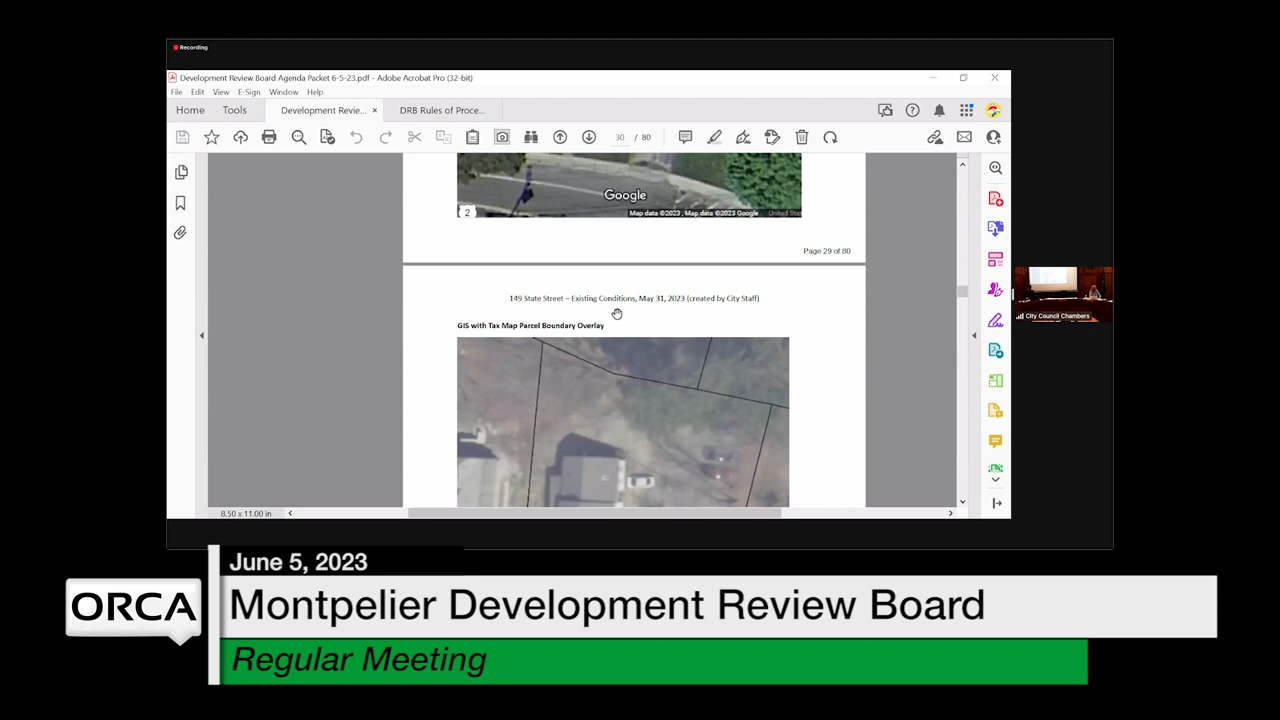 Recording
Development Review Board Agenda Packet 6-5-23.pdf - Adobe Acrobat Pro (32-bit)
File Edit View E-Sign Window Help
Home Tools Development Revie... × DRB Rules of Proce...
30 / 80
Google
2
Map data ©2023 , Map data ©2023 Google United Stat
Page 29 of 80
149 State Street – Existing Conditions, May 31, 2023 (created by City Staff)
GIS with Tax Map Parcel Boundary Overlay
City Council Chambers
8.50 x 11.00 in
June 5, 2023
ORCA
Montpelier Development Review Board
Regular Meeting